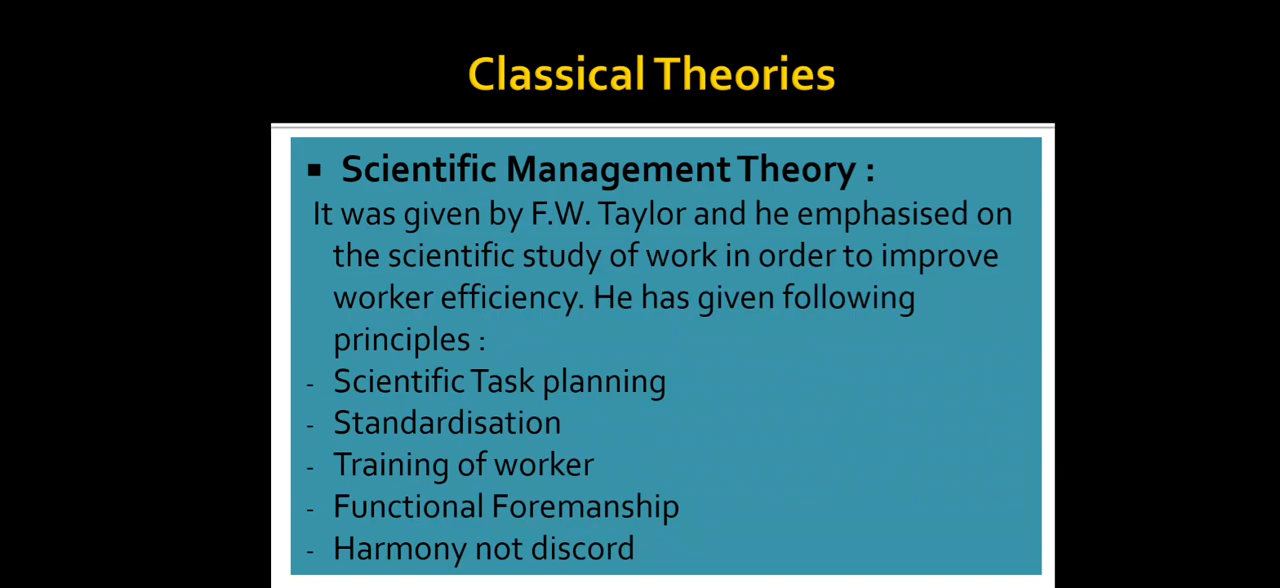 Classical Theories
▪ Scientific Management Theory :
It was given by F.W. Taylor and he emphasised on
the scientific study of work in order to improve
worker efficiency. He has given following
principles :
- Scientific Task planning
- Standardisation
- Training of worker
- Functional Foremanship
- Harmony not discord